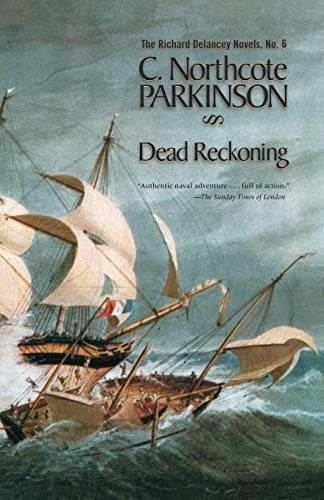 The Richard Delancey Novels, No. 6
C. Northcote
PARKINSON
Dead Reckoning
"Authentic naval adventure . . . full of action."
—The Sunday Times of London